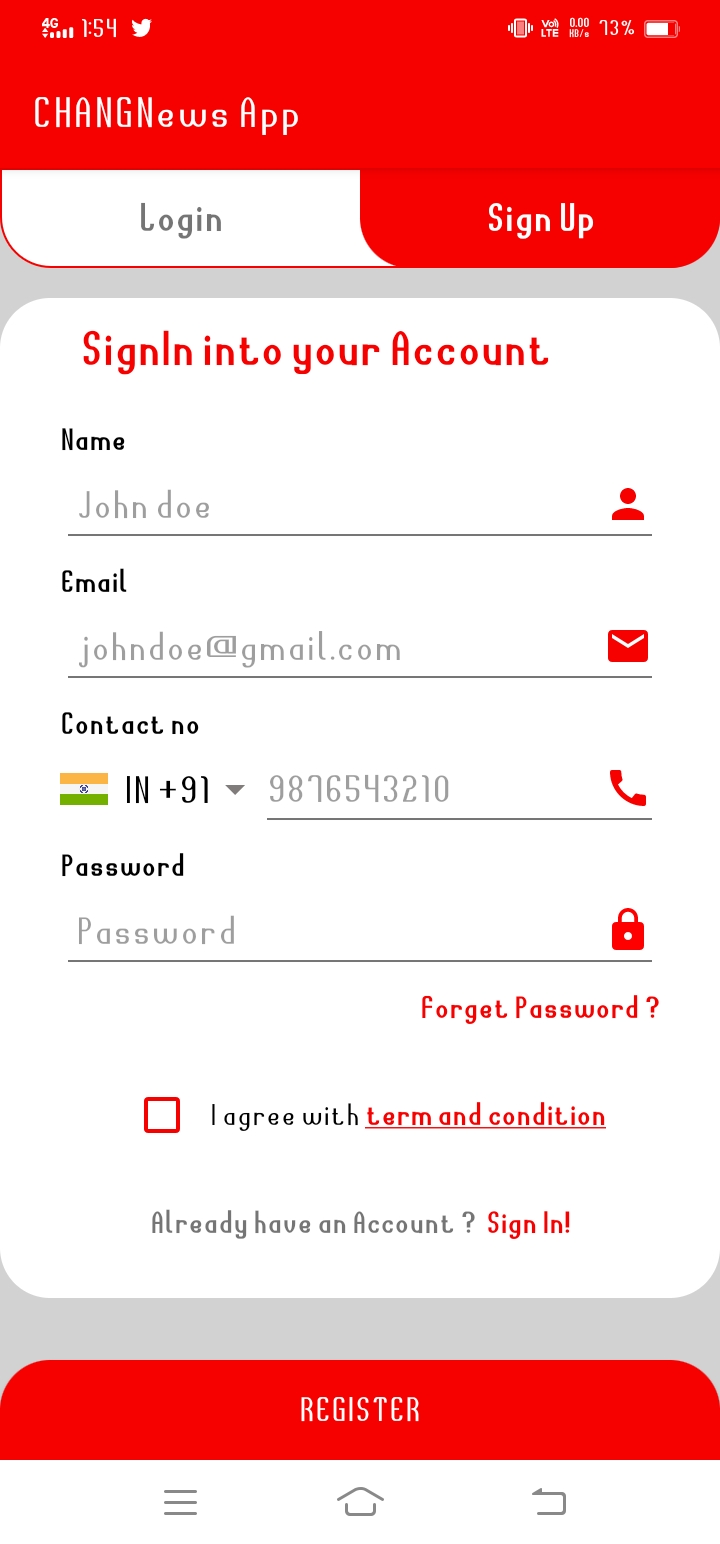 4G 1:54 Vo) LTE 0.00 KB/s 73%
CHANGNews App
Login Sign Up
SignIn into your Account
Name
John doe
Email
johndoe@gmail.com
Contact no
IN +91 9876543210
Password
Password
Forget Password ?
I agree with term and condition
Already have an Account ? Sign In!
REGISTER